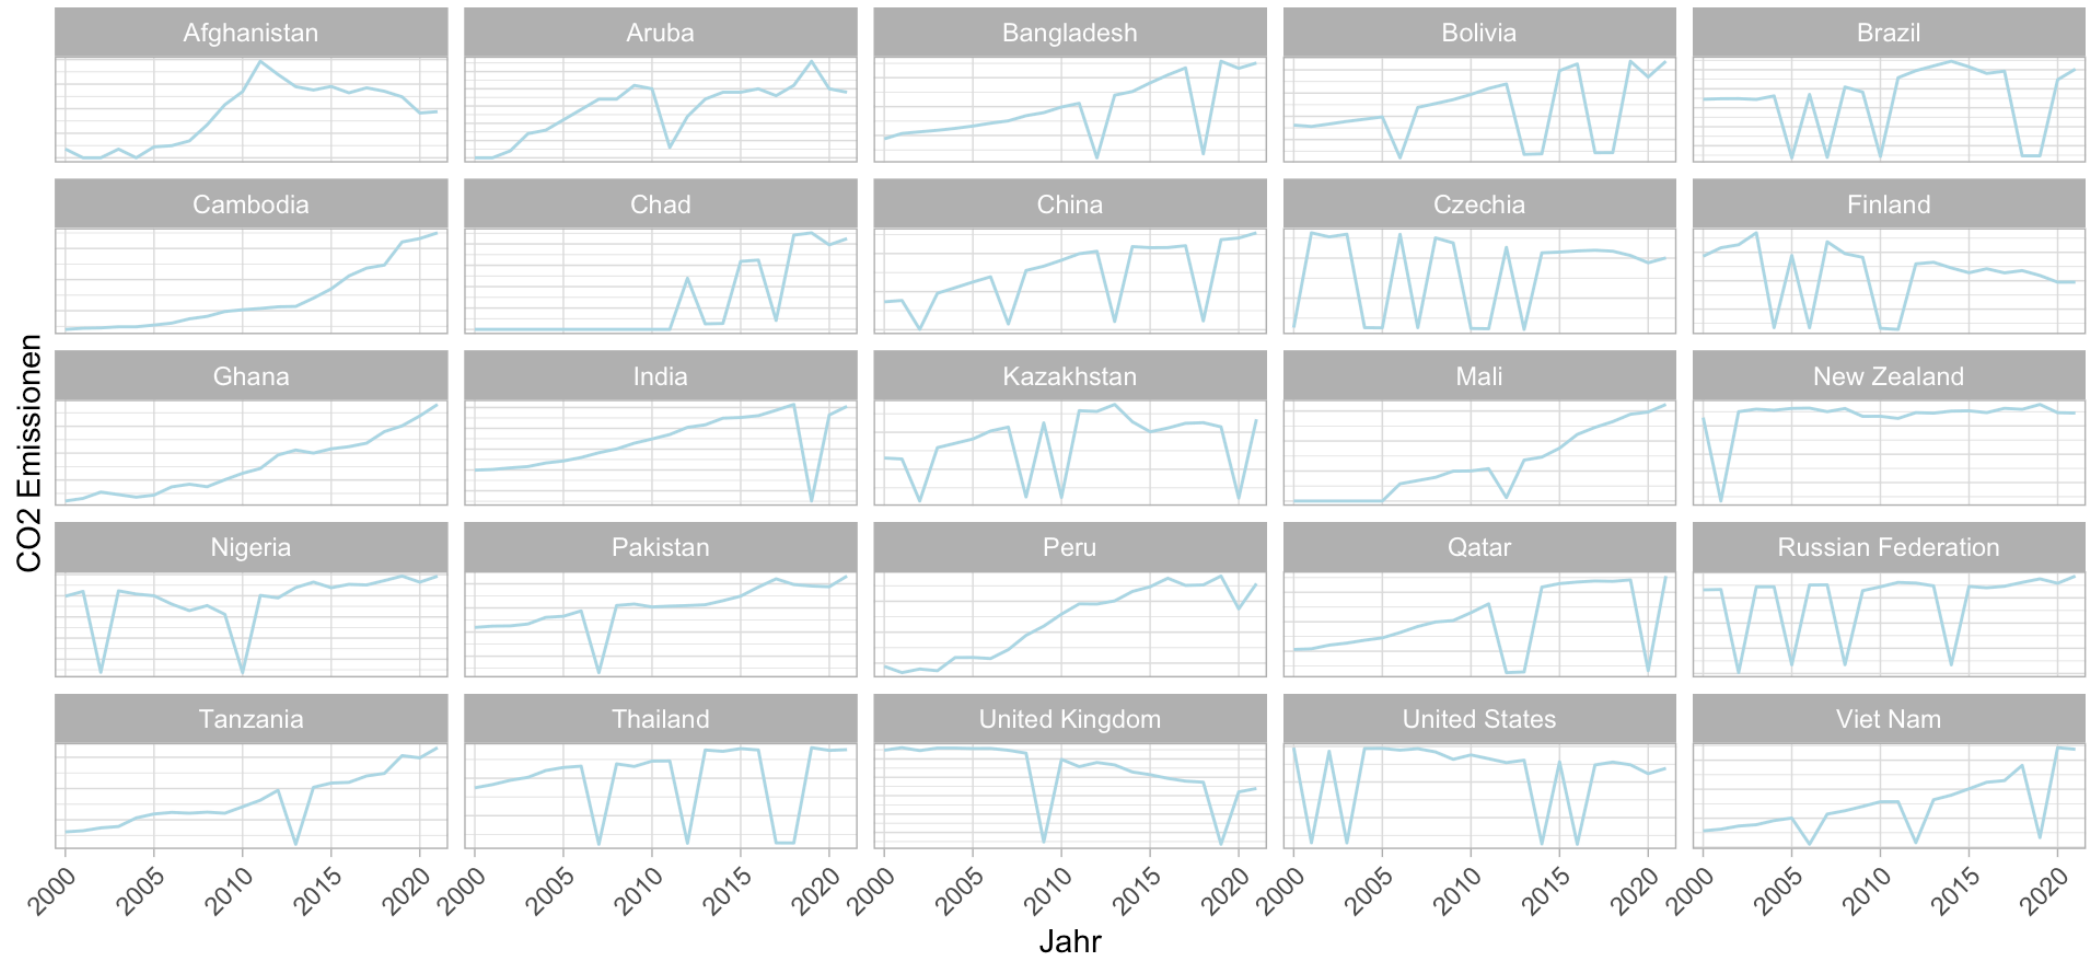 Afghanistan Aruba Bangladesh Bolivia Brazil
Cambodia Chad China Czechia Finland
Ghana India Kazakhstan Mali New Zealand
Nigeria Pakistan Peru Qatar Russian Federation
Tanzania Thailand United Kingdom United States Viet Nam
CO2 Emissionen
2000 2005 2010 2015 2020 2000 2005 2010 2015 2020 2000 2005 2010 2015 2020 2000 2005 2010 2015 2020 2000 2005 2010 2015 2020
Jahr